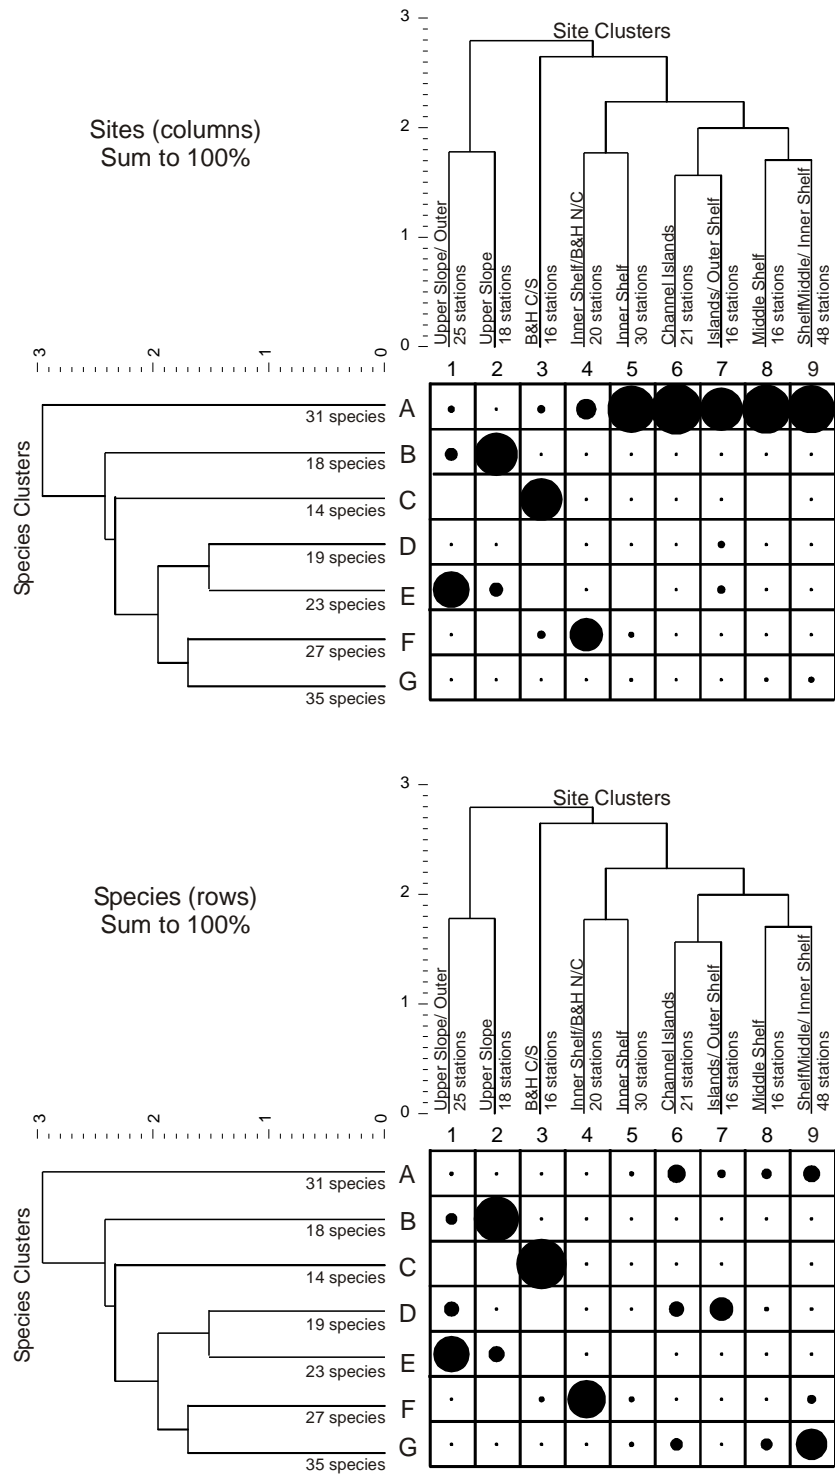 3
Site Clusters
Sites (columns)
Sum to 100%
2
1
0
Upper Slope/ Outer
25 stations
Upper Slope
18 stations
B&H C/S
16 stations
Inner Shelf/B&H N/C
20 stations
Inner Shelf
30 stations
Channel Islands
21 stations
Islands/ Outer Shelf
16 stations
Middle Shelf
16 stations
ShelfMiddle/ Inner Shelf
48 stations
3 2 1 0
1 2 3 4 5 6 7 8 9
Species Clusters
A
31 species
B
18 species
C
14 species
D
19 species
E
23 species
F
27 species
G
35 species
3
Site Clusters
Species (rows)
Sum to 100%
2
1
0
Upper Slope/ Outer
25 stations
Upper Slope
18 stations
B&H C/S
16 stations
Inner Shelf/B&H N/C
20 stations
Inner Shelf
30 stations
Channel Islands
21 stations
Islands/ Outer Shelf
16 stations
Middle Shelf
16 stations
ShelfMiddle/ Inner Shelf
48 stations
3 2 1 0
1 2 3 4 5 6 7 8 9
Species Clusters
A
31 species
B
18 species
C
14 species
D
19 species
E
23 species
F
27 species
G
35 species